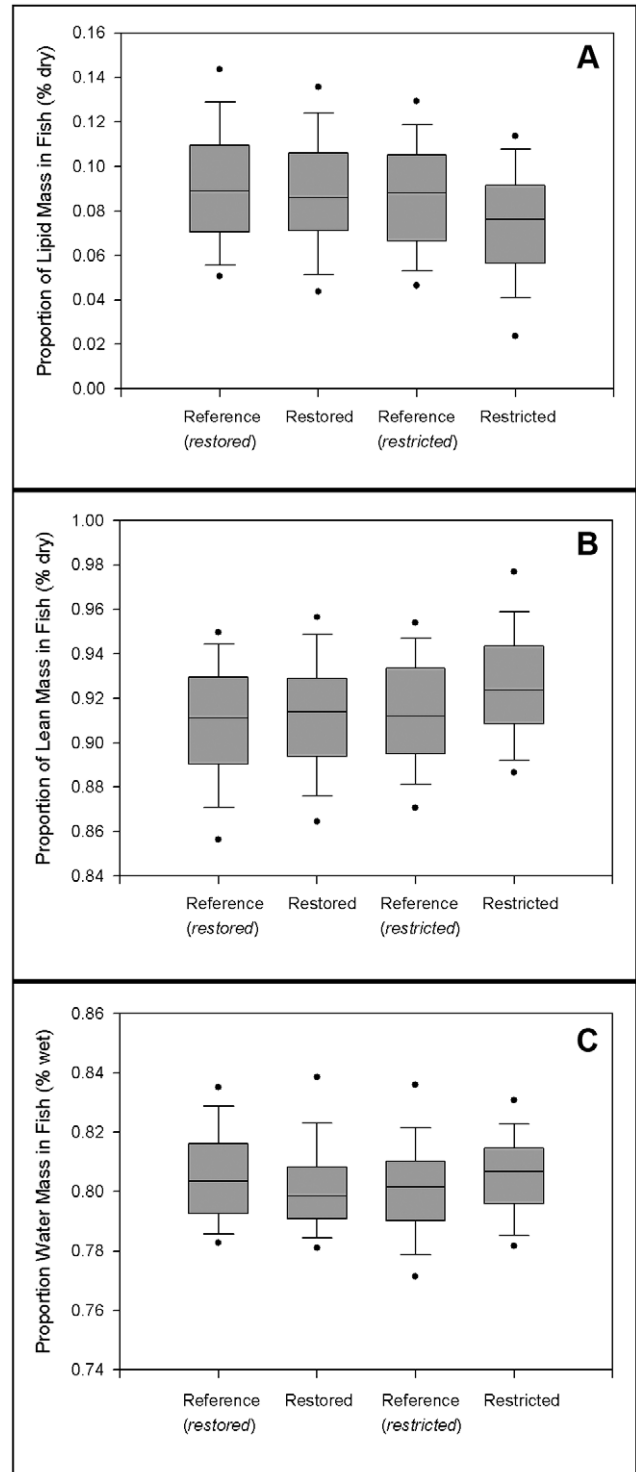 A
Proportion of Lipid Mass in Fish (% dry)
0.16
0.14
0.12
0.10
0.08
0.06
0.04
0.02
0.00
Reference Restored Reference Restricted
(restored) (restricted)
B
Proportion of Lean Mass in Fish (% dry)
1.00
0.98
0.96
0.94
0.92
0.90
0.88
0.86
0.84
Reference Restored Reference Restricted
(restored) (restricted)
C
Proportion Water Mass in Fish (% wet)
0.86
0.84
0.82
0.80
0.78
0.76
0.74
Reference Restored Reference Restricted
(restored) (restricted)